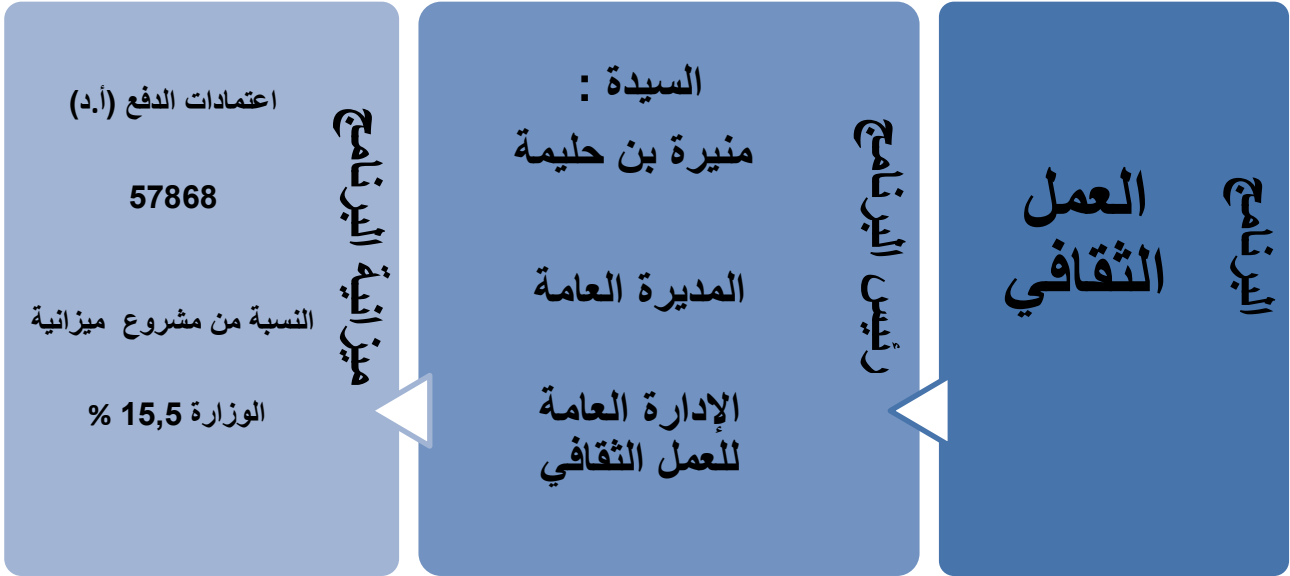 البرنامج
العمل
الثقافي
رئيس البرنامج
السيدة :
منيرة بن حليمة
المديرة العامة
الإدارة العامة
للعمل الثقافي
ميزانية البرنامج
اعتمادات الدفع (أ.د)
57868
النسبة من مشروع ميزانية
الوزارة 15,5 %